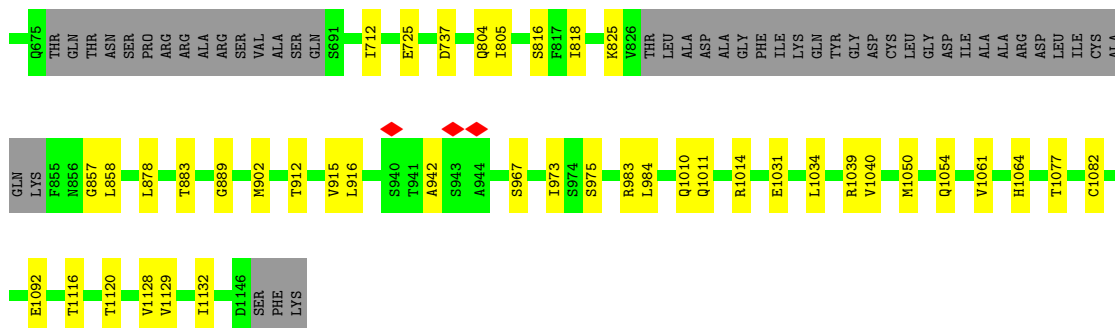 Q675 THR GLN THR ASN SER PRO ARG ARG ALA ARG SER VAL ALA SER GLN S691 I712 E725 D737 Q804 I805 S816 F817 I818 K825 V826 THR LEU ALA ASP ALA GLY PHE ILE LYS GLN TYR GLY ASP CYS LEU GLY ASP ILE ALA ALA ARG ASP LEU ILE CYS ALA
GLN LYS F855 N856 G857 L858 L878 T883 G889 M902 T912 V915 L916 S940 T941 A942 S943 A944 S967 I973 S974 S975 R983 L984 Q1010 Q1011 R1014 E1031 L1034 R1039 V1040 M1050 Q1054 V1061 H1064 T1077 C1082
E1092 T1116 T1120 V1128 V1129 I1132 D1146 SER PHE LYS